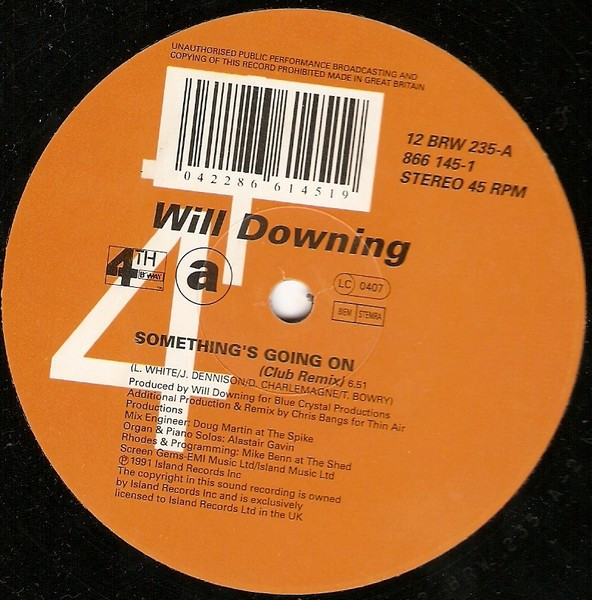 UNAUTHORISED PUBLIC PERFORMANCE BROADCASTING AND
COPYING OF THIS RECORD PROHIBITED MADE IN GREAT BRITAIN
0 42286 614519
12 BRW 235-A
866 145-1
STEREO 45 RPM
Will Downing
4TH
B'WAY
a
LC 0407
BIEM STEMRA
4
SOMETHING'S GOING ON
(Club Remix) 6.51
(L. WHITE/J. DENNISON/D. CHARLEMAGNE/T. BOWRY)
Produced by Will Downing for Blue Crystal Productions
Additional Production & Remix by Chris Bangs for Thin Air
Productions
Mix Engineer: Doug Martin at The Spike
Organ & Piano Solos: Alastair Gavin
Rhodes & Programming: Mike Benn at The Shed
Screen Gems-EMI Music Ltd/Island Music Ltd
℗ 1991 Island Records Inc
The copyright in this sound recording is owned
by Island Records Inc and is exclusively
licensed to Island Records Ltd in the UK